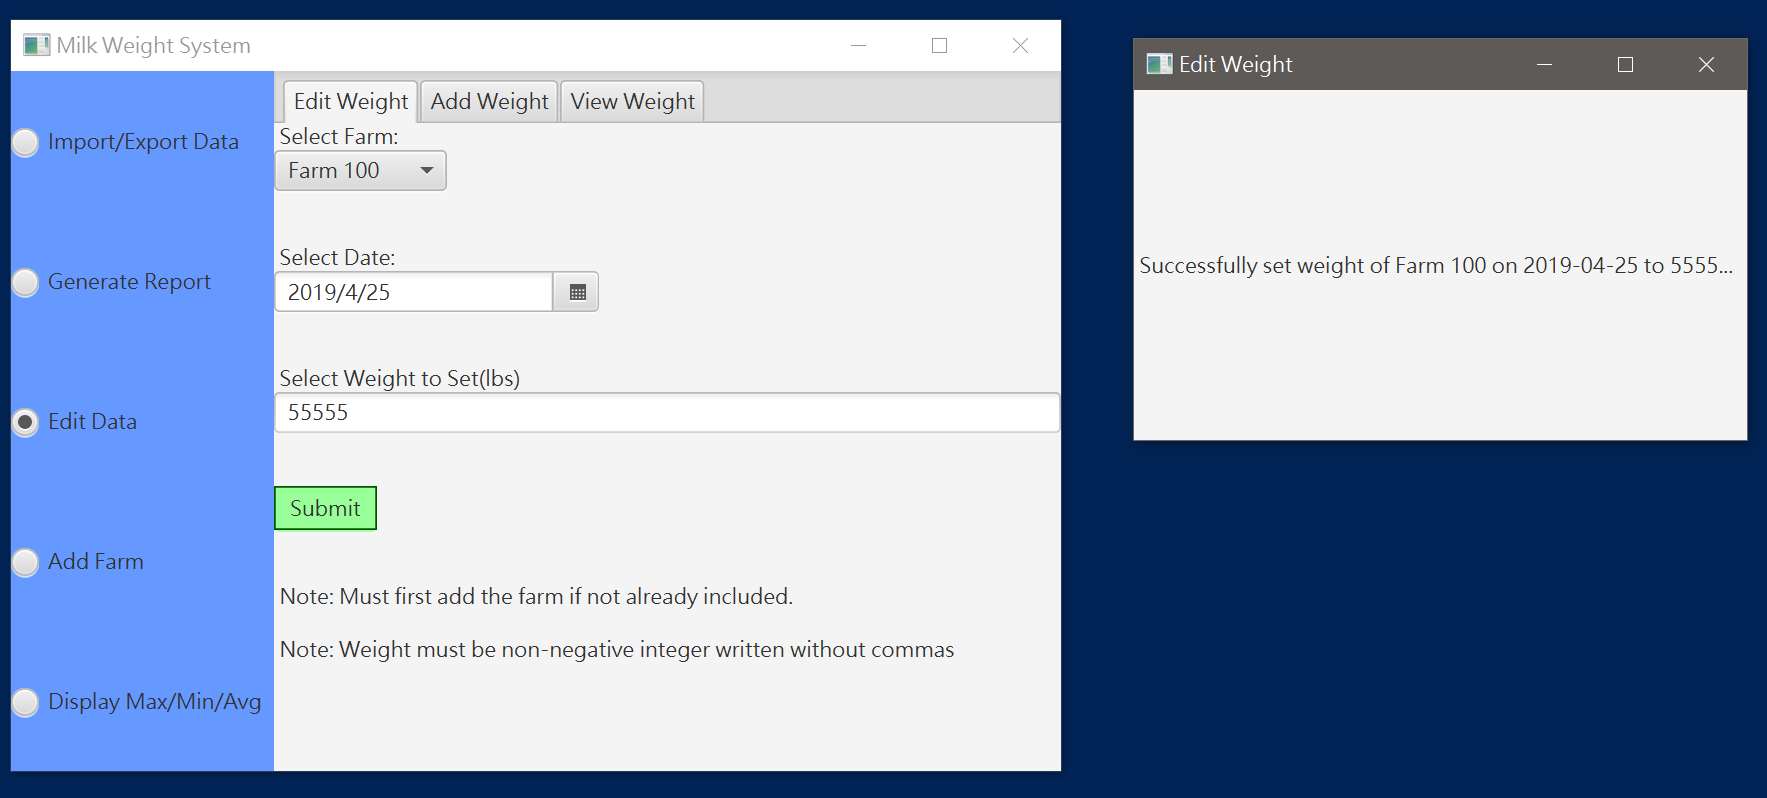 Milk Weight System
Import/Export Data
Generate Report
Edit Data
Add Farm
Display Max/Min/Avg
Edit Weight
Add Weight
View Weight
Select Farm:
Farm 100
Select Date:
2019/4/25
Select Weight to Set(lbs)
55555
Submit
Note: Must first add the farm if not already included.
Note: Weight must be non-negative integer written without commas
Edit Weight
Successfully set weight of Farm 100 on 2019-04-25 to 5555...